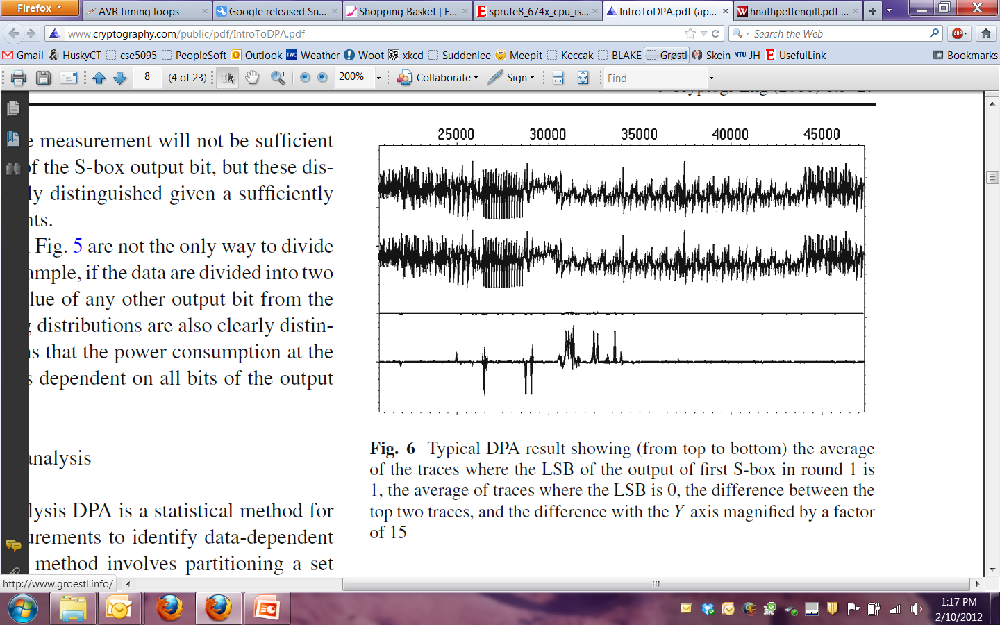 Firefox
AVR timing loops
Google released Sn...
Shopping Basket | F...
sprufe8_674x_cpu_is...
IntroToDPA.pdf (ap...
hnathpettengill.pdf ...
www.cryptography.com/public/pdf/IntroToDPA.pdf
Search the Web
ABP
Gmail HuskyCT cse5095 PeopleSoft Outlook TWC Weather Woot xkcd Suddenlee Meepit Keccak BLAKE Grøstl Skein NTU JH E UsefulLink Bookmarks
8 (4 of 23) 200% Collaborate Sign Find
e measurement will not be sufficient
of the S-box output bit, but these dis-
ly distinguished given a sufficiently
nts.
Fig. 5 are not the only way to divide
ample, if the data are divided into two
lue of any other output bit from the
g distributions are also clearly distin-
ns that the power consumption at the
s dependent on all bits of the output
analysis
lysis DPA is a statistical method for
urements to identify data-dependent
method involves partitioning a set
25000 30000 35000 40000 45000
Fig. 6 Typical DPA result showing (from top to bottom) the average
of the traces where the LSB of the output of first S-box in round 1 is
1, the average of traces where the LSB is 0, the difference between the
top two traces, and the difference with the Y axis magnified by a factor
of 15
http://www.groestl.info/
1:17 PM
2/10/2012